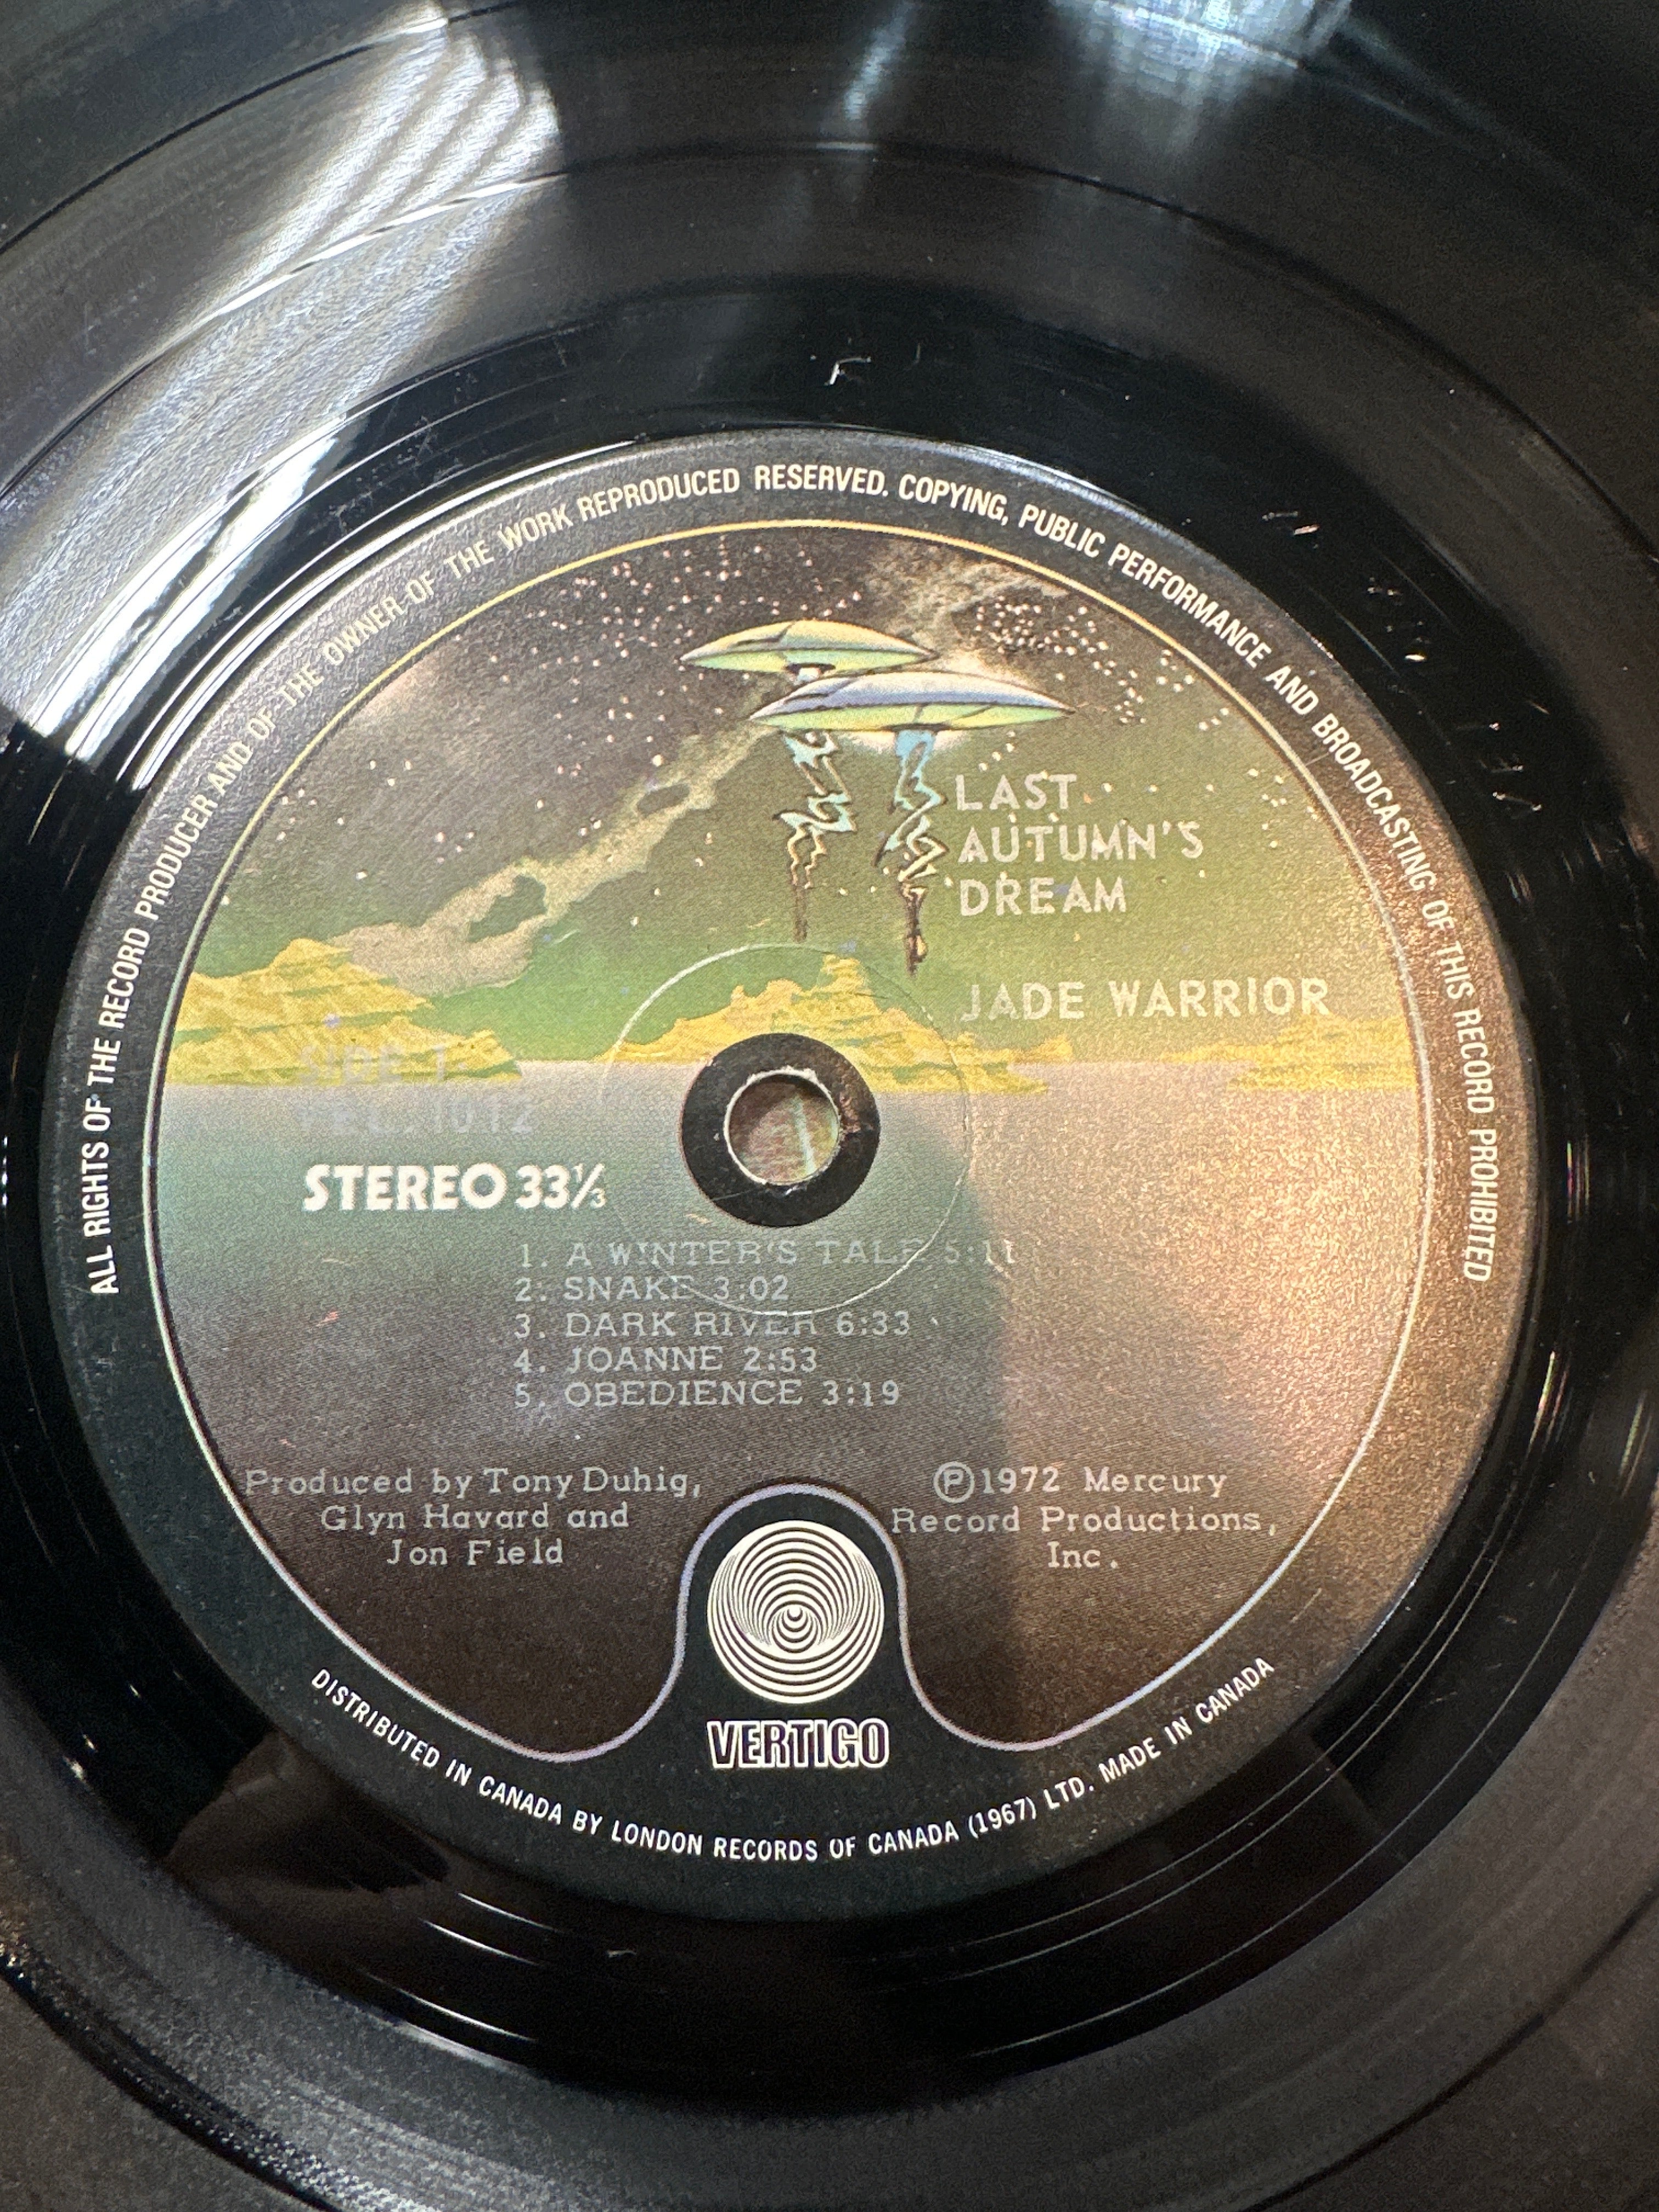 ALL RIGHTS OF THE RECORD PRODUCER AND OF THE OWNER OF THE WORK REPRODUCED RESERVED. COPYING, PUBLIC PERFORMANCE AND BROADCASTING OF THIS RECORD PROHIBITED
LAST
AUTUMN'S
DREAM
JADE WARRIOR
SIDE 1
1012
STEREO 33⅓
1. A WINTER'S TALE 5:11
2. SNAKE 3:02
3. DARK RIVER 6:33
4. JOANNE 2:53
5. OBEDIENCE 3:19
Produced by Tony Duhig,
Glyn Havard and
Jon Field
℗1972 Mercury
Record Productions,
Inc.
VERTIGO
DISTRIBUTED IN CANADA BY LONDON RECORDS OF CANADA (1967) LTD. MADE IN CANADA